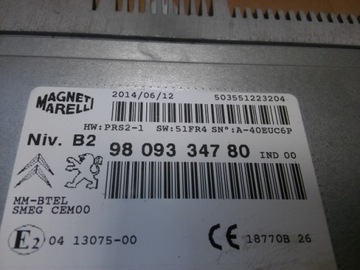 MAGNETI
MARELLI
2014/06/12 503551223204
HW:PRS2-1 SW:51FR4 SN°:A-40EUC6P
Niv. B2 98 093 347 80 IND 00
MM-BTEL
SMEG CEM00
E2 04 13075-00 CE 18770B 26